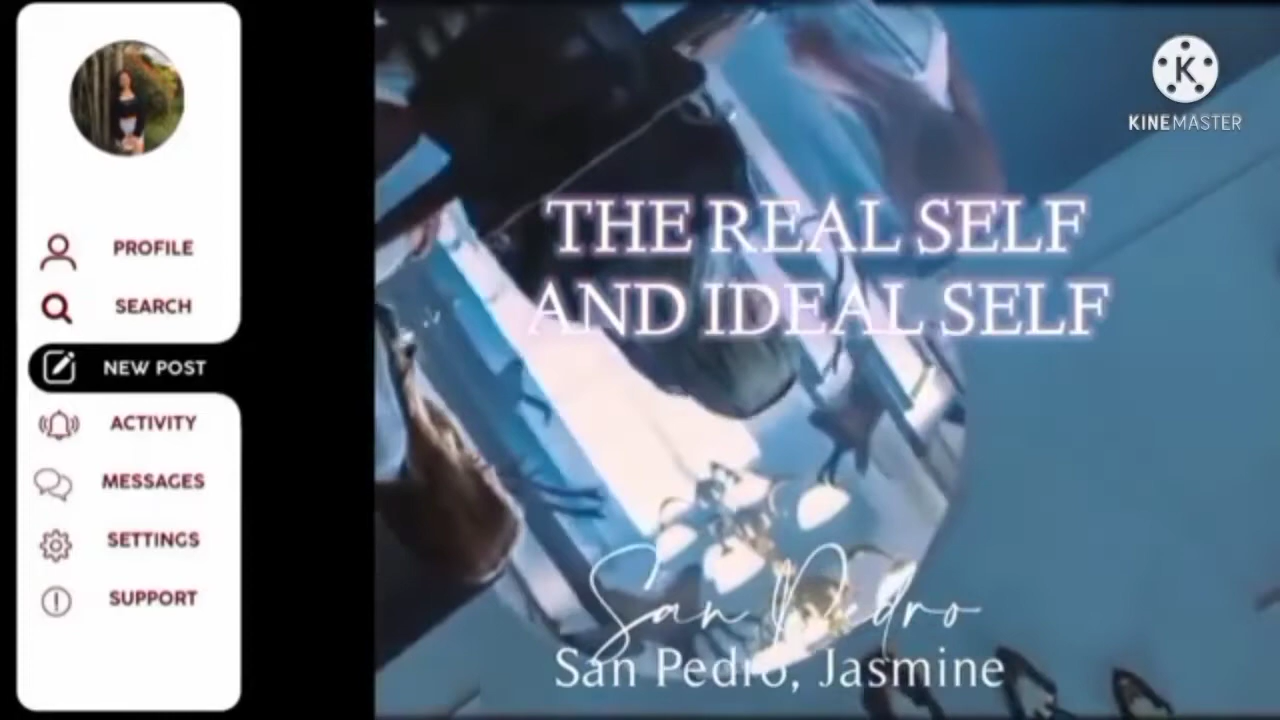 PROFILE
SEARCH
NEW POST
ACTIVITY
MESSAGES
SETTINGS
SUPPORT
K
KINEMASTER
THE REAL SELF
AND IDEAL SELF
San Pedro
San Pedro, Jasmine